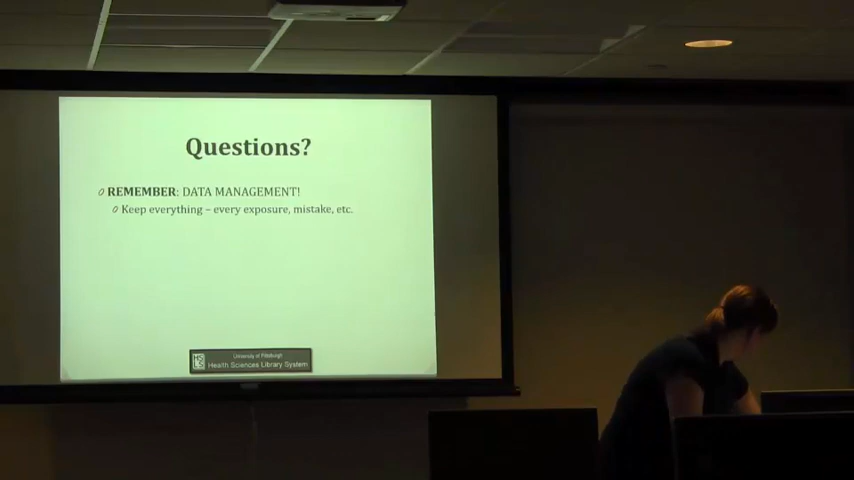 Questions?
REMEMBER: DATA MANAGEMENT!
Keep everything – every exposure, mistake, etc.
University of Pittsburgh
Health Sciences Library System